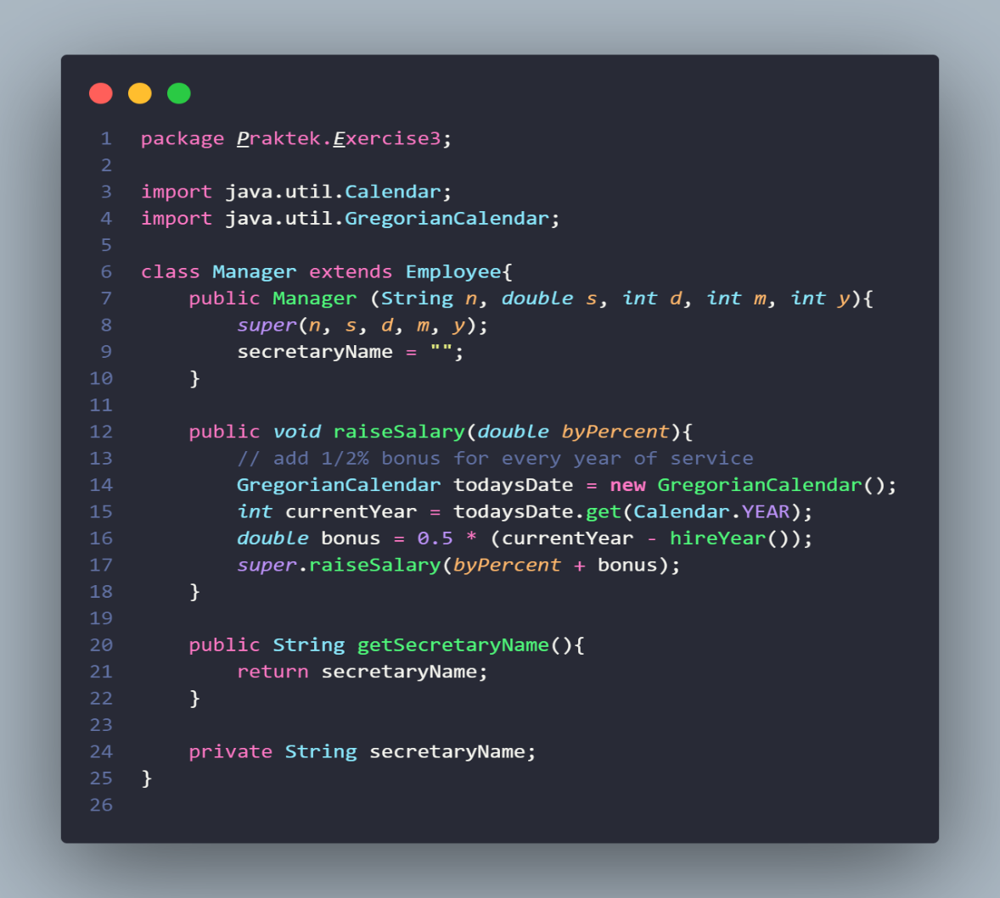 1 package Praktek.Exercise3;
2
3 import java.util.Calendar;
4 import java.util.GregorianCalendar;
5
6 class Manager extends Employee{
7     public Manager (String n, double s, int d, int m, int y){
8         super(n, s, d, m, y);
9         secretaryName = "";
10     }
11
12     public void raiseSalary(double byPercent){
13         // add 1/2% bonus for every year of service
14         GregorianCalendar todaysDate = new GregorianCalendar();
15         int currentYear = todaysDate.get(Calendar.YEAR);
16         double bonus = 0.5 * (currentYear - hireYear());
17         super.raiseSalary(byPercent + bonus);
18     }
19
20     public String getSecretaryName(){
21         return secretaryName;
22     }
23
24     private String secretaryName;
25 }
26